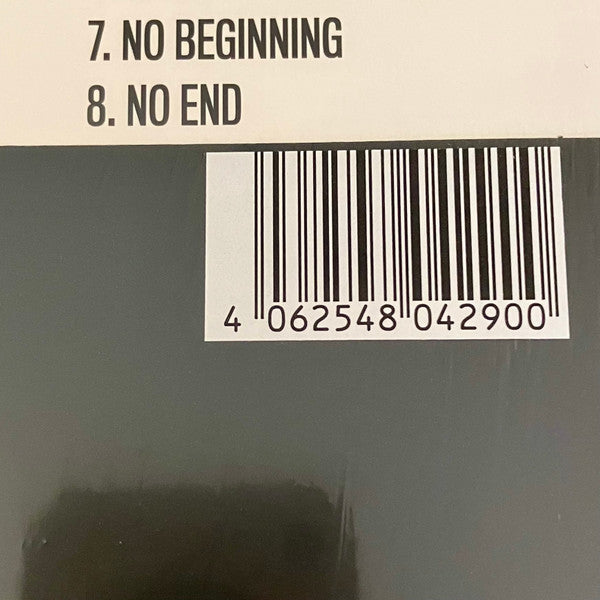 7. NO BEGINNING
8. NO END
4 062548 042900